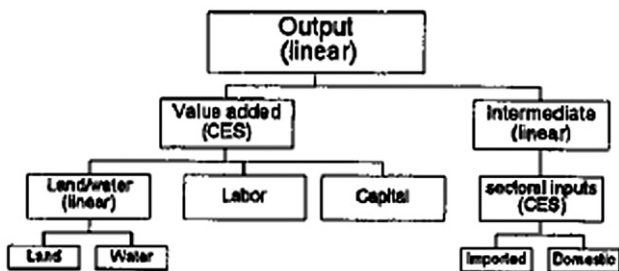 Output
(linear)
Value added
(CES)
Intermediate
(linear)
Land/water
(linear)
Labor
Capital
sectoral inputs
(CES)
Land
Water
Imported
Domestic